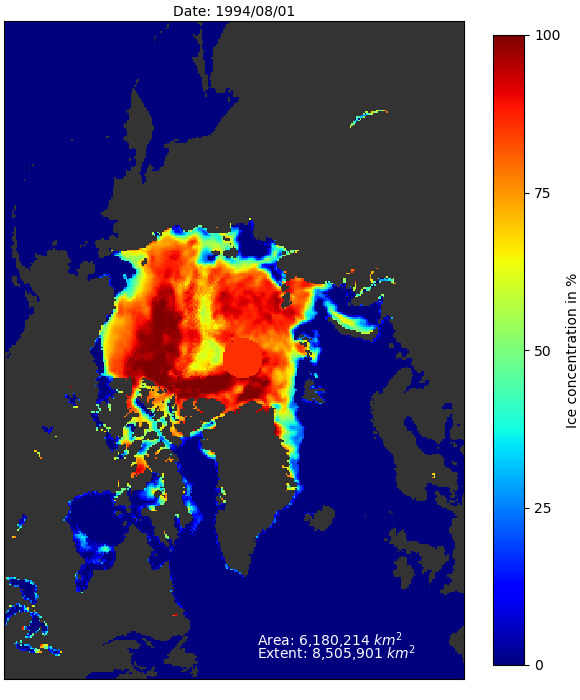 Date: 1994/08/01
100
75
50
25
0
Ice concentration in %
Area: 6,180,214 km²
Extent: 8,505,901 km²